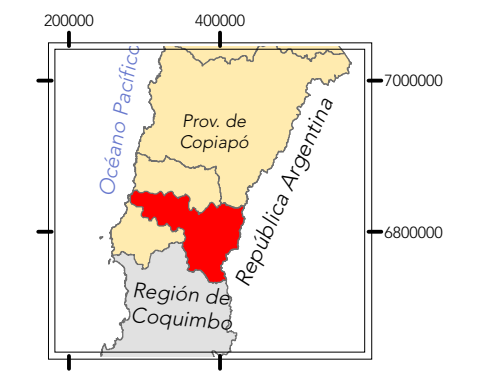 200000 400000
Océano Pacífico
7000000
Prov. de
Copiapó
República Argentina
6800000
Región de
Coquimbo